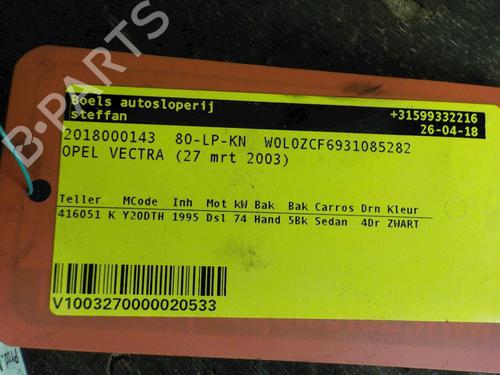 B-PARTS
Boels autosloperij
steffan
+31599332216
26-04-18
2018000143 80-LP-KN W0L0ZCF6931085282
OPEL VECTRA (27 mrt 2003)
Teller MCode Inh Mot kW Bak Bak Carros Drn Kleur
416051 K Y20DTH 1995 Dsl 74 Hand 5Bk Sedan 4Dr ZWART
V1003270000020533